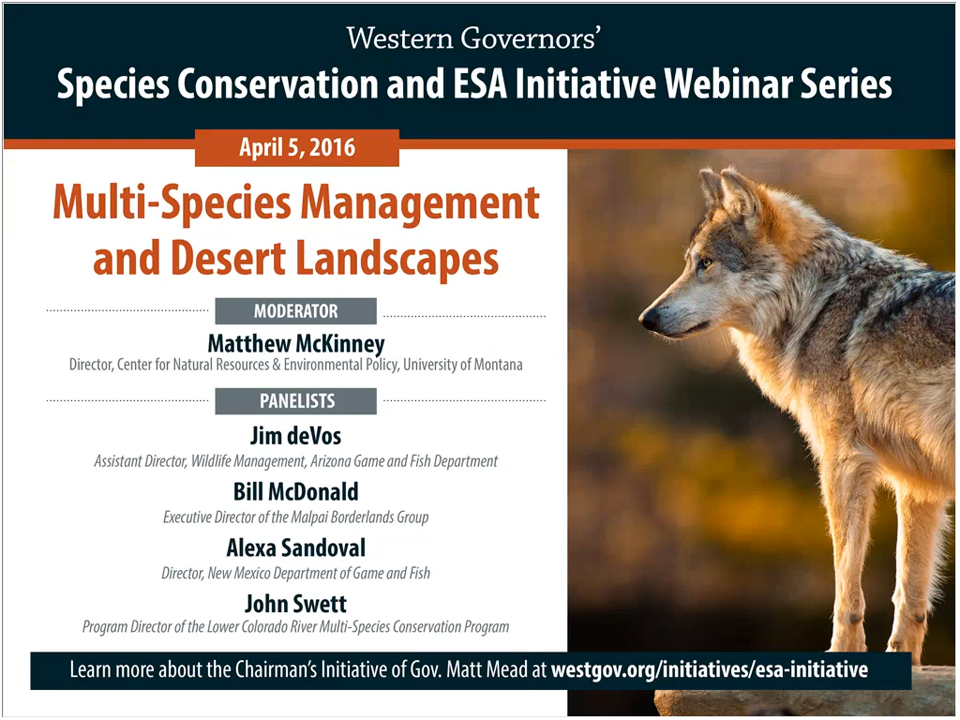 Western Governors’
Species Conservation and ESA Initiative Webinar Series
April 5, 2016
Multi-Species Management
and Desert Landscapes
MODERATOR
Matthew McKinney
Director, Center for Natural Resources & Environmental Policy, University of Montana
PANELISTS
Jim deVos
Assistant Director, Wildlife Management, Arizona Game and Fish Department
Bill McDonald
Executive Director of the Malpai Borderlands Group
Alexa Sandoval
Director, New Mexico Department of Game and Fish
John Swett
Program Director of the Lower Colorado River Multi-Species Conservation Program
Learn more about the Chairman’s Initiative of Gov. Matt Mead at westgov.org/initiatives/esa-initiative